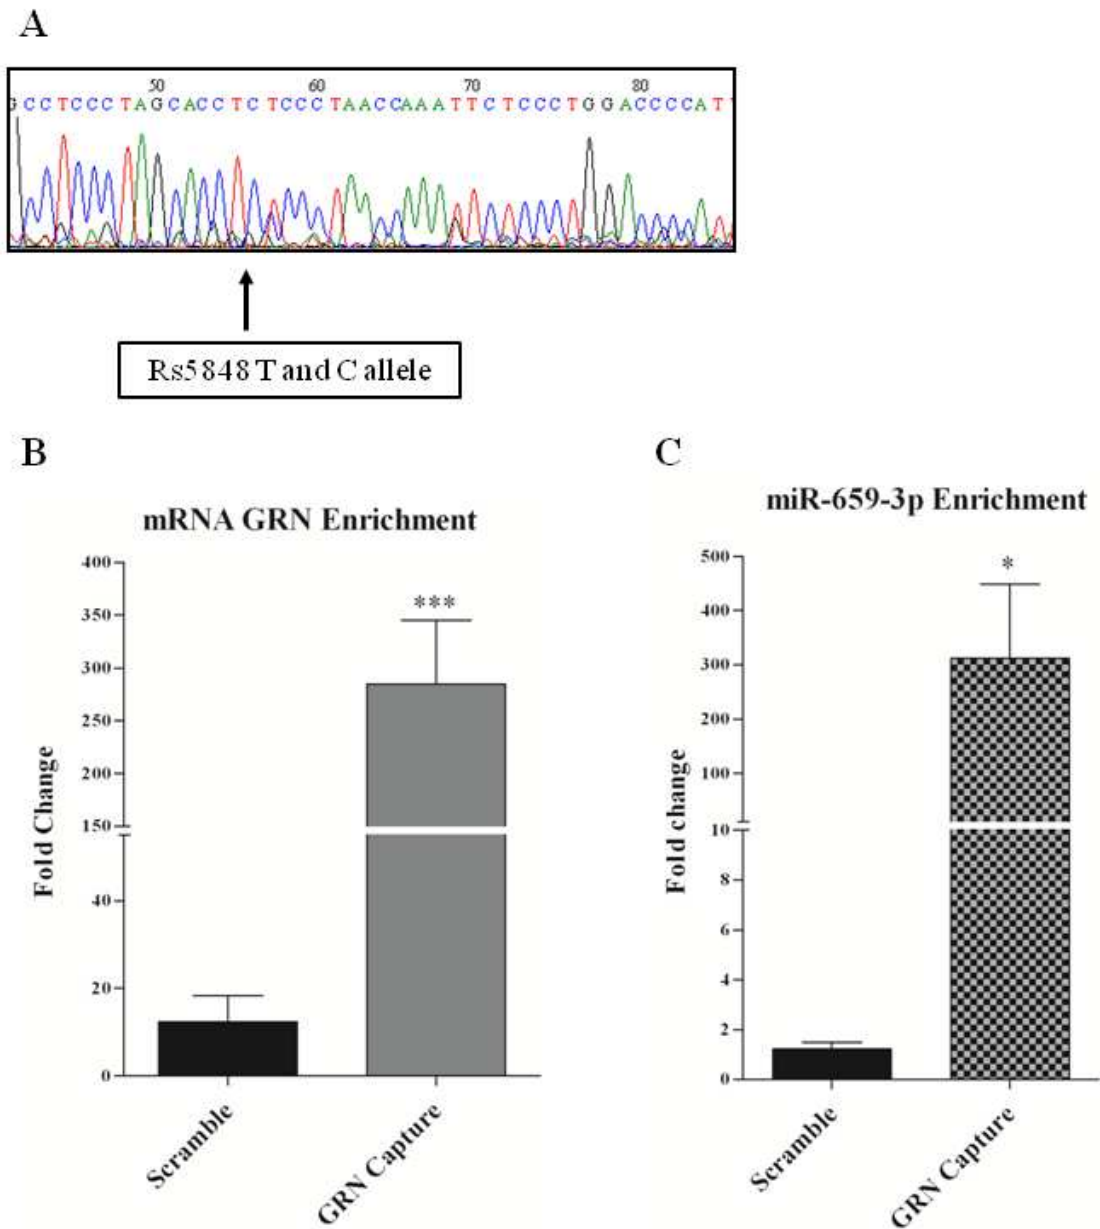 A
50 60 70 80
GCCTCCCTAGCACCTCTCCCTAACCAAATTCTCCCTGGACCCCAT
Rs5848 T and C allele
B
mRNA GRN Enrichment
400
350
300
250
200
150
40
20
0
Fold Change
Scramble
GRN Capture
***
C
miR-659-3p Enrichment
500
400
300
200
100
10
8
6
4
2
0
Fold change
Scramble
GRN Capture
*